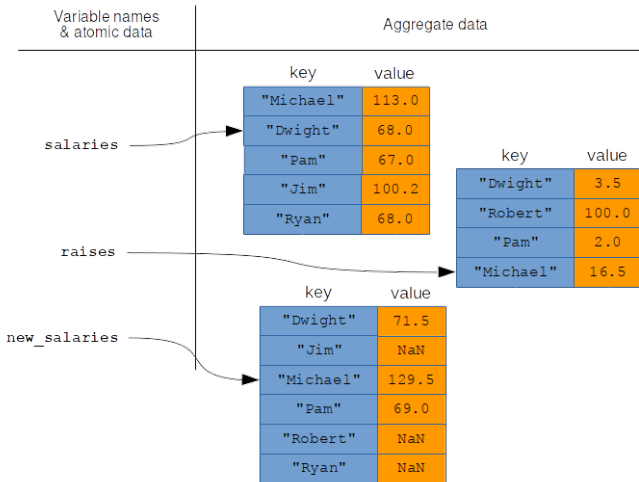 Variable names
& atomic data
Aggregate data
key value
"Michael" 113.0
"Dwight" 68.0
"Pam" 67.0
"Jim" 100.2
"Ryan" 68.0
salaries
key value
"Dwight" 3.5
"Robert" 100.0
"Pam" 2.0
"Michael" 16.5
raises
key value
"Dwight" 71.5
"Jim" NaN
"Michael" 129.5
"Pam" 69.0
"Robert" NaN
"Ryan" NaN
new_salaries